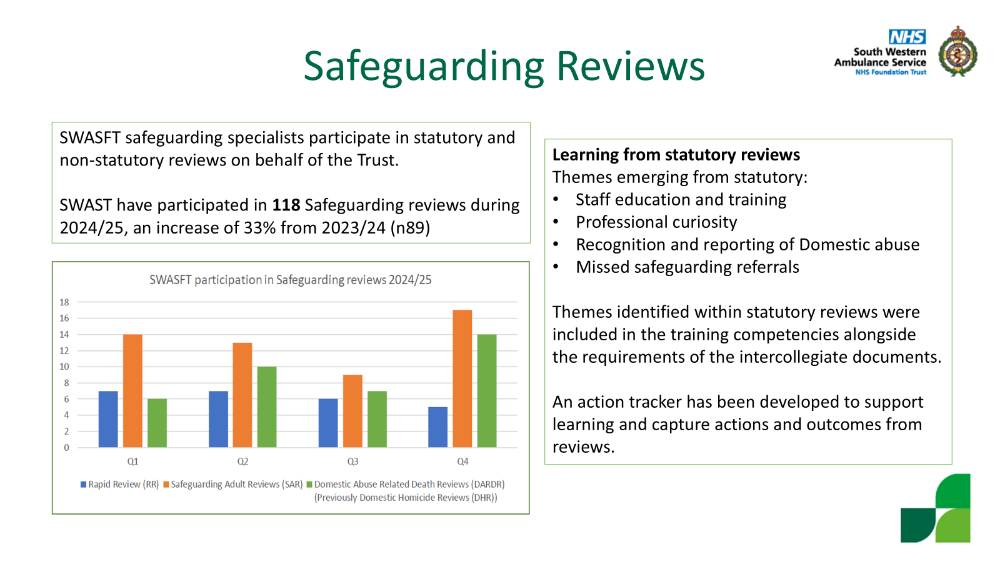 Safeguarding Reviews
NHS
South Western
Ambulance Service
NHS Foundation Trust
SWASFT safeguarding specialists participate in statutory and
non-statutory reviews on behalf of the Trust.
SWAST have participated in 118 Safeguarding reviews during
2024/25, an increase of 33% from 2023/24 (n89)
SWASFT participation in Safeguarding reviews 2024/25
18
16
14
12
10
8
6
4
2
0
Q1 Q2 Q3 Q4
Rapid Review (RR) Safeguarding Adult Reviews (SAR) Domestic Abuse Related Death Reviews (DARDR)
(Previously Domestic Homicide Reviews (DHR))
Learning from statutory reviews
Themes emerging from statutory:
• Staff education and training
• Professional curiosity
• Recognition and reporting of Domestic abuse
• Missed safeguarding referrals
Themes identified within statutory reviews were
included in the training competencies alongside
the requirements of the intercollegiate documents.
An action tracker has been developed to support
learning and capture actions and outcomes from
reviews.